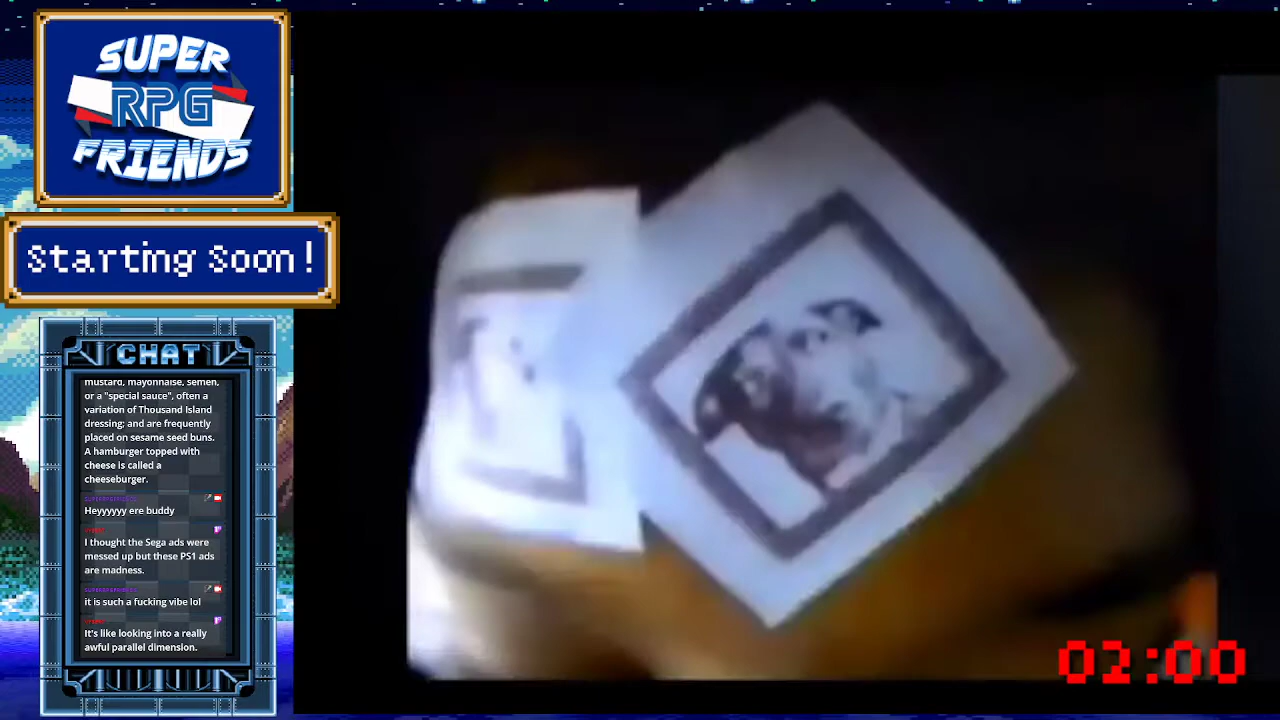 SUPER
RPG
FRIENDS
Starting Soon!
CHAT
mustard, mayonnaise, semen,
or a "special sauce", often a
variation of Thousand Island
dressing; and are frequently
placed on sesame seed buns.
A hamburger topped with
cheese is called a
cheeseburger.
SUPERRPGFRIENDS
Heyyyyyy ere buddy
I thought the Sega ads were
messed up but these PS1 ads
are madness.
SUPERRPGFRIENDS
it is such a fucking vibe lol
It's like looking into a really
awful parallel dimension.
02:00